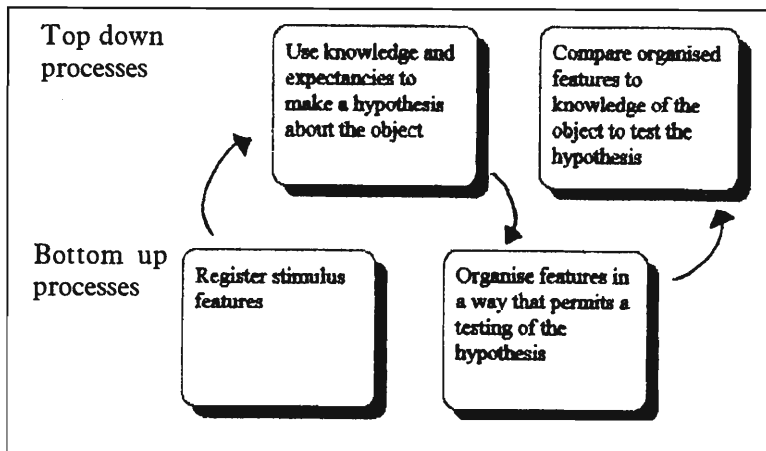 Top down
processes
Use knowledge and
expectancies to
make a hypothesis
about the object
Compare organised
features to
knowledge of the
object to test the
hypothesis
Bottom up
processes
Register stimulus
features
Organise features in
a way that permits a
testing of the
hypothesis